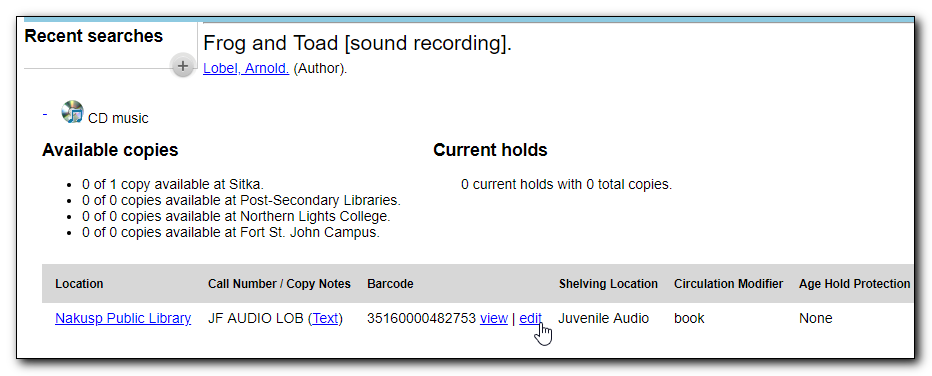 Recent searches
+
Frog and Toad [sound recording].
Lobel, Arnold. (Author).
- CD music
Available copies
• 0 of 1 copy available at Sitka.
• 0 of 0 copies available at Post-Secondary Libraries.
• 0 of 0 copies available at Northern Lights College.
• 0 of 0 copies available at Fort St. John Campus.
Current holds
0 current holds with 0 total copies.
Location Call Number / Copy Notes Barcode Shelving Location Circulation Modifier Age Hold Protection
Nakusp Public Library JF AUDIO LOB (Text) 35160000482753 view | edit Juvenile Audio book None